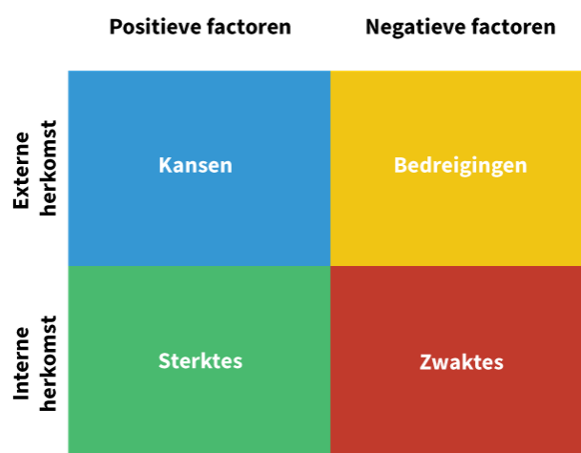 Positieve factoren
Negatieve factoren
Externe
herkomst
Kansen
Bedreigingen
Interne
herkomst
Sterktes
Zwaktes